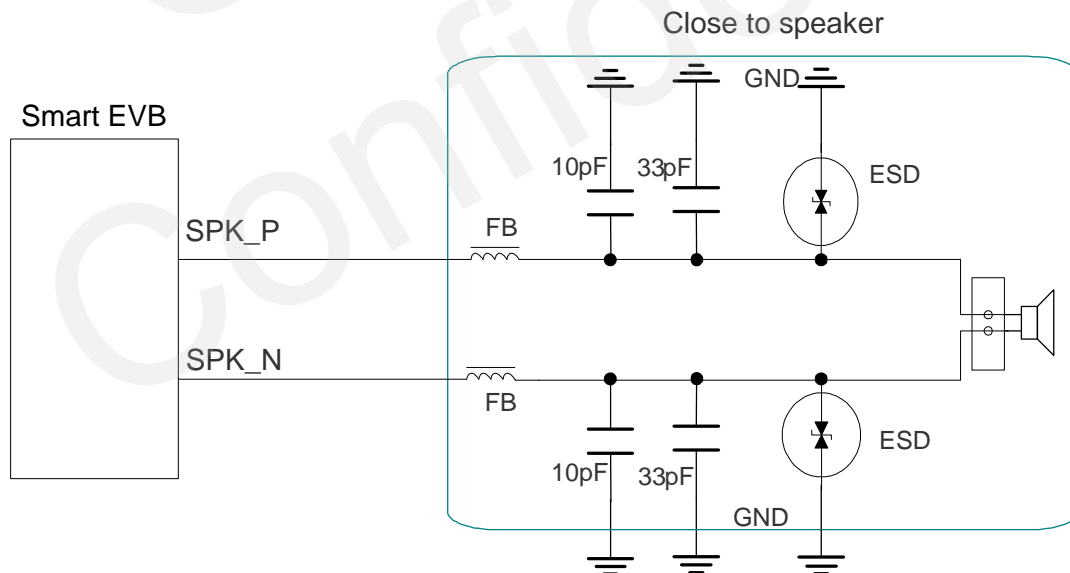 Close to speaker
GND
Smart EVB
10pF
33pF
ESD
SPK_P
FB
SPK_N
FB
ESD
10pF
33pF
GND